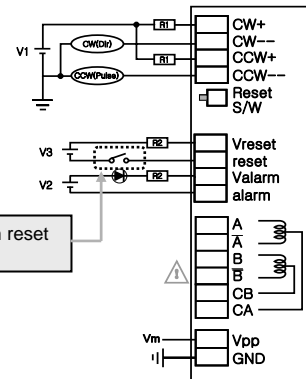 R1
CW+
CW--
V1
CW(Dir)
R1
CCW+
CCW(Pulse)
CCW--
Reset
S/W
R2
Vreset
V3
reset
R2
Valarm
V2
alarm
reset
A
A̅
B
B̅
CB
CA
Vm
Vpp
GND